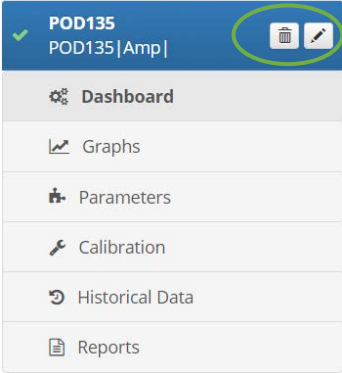 POD135
POD135|Amp|
Dashboard
Graphs
Parameters
Calibration
Historical Data
Reports